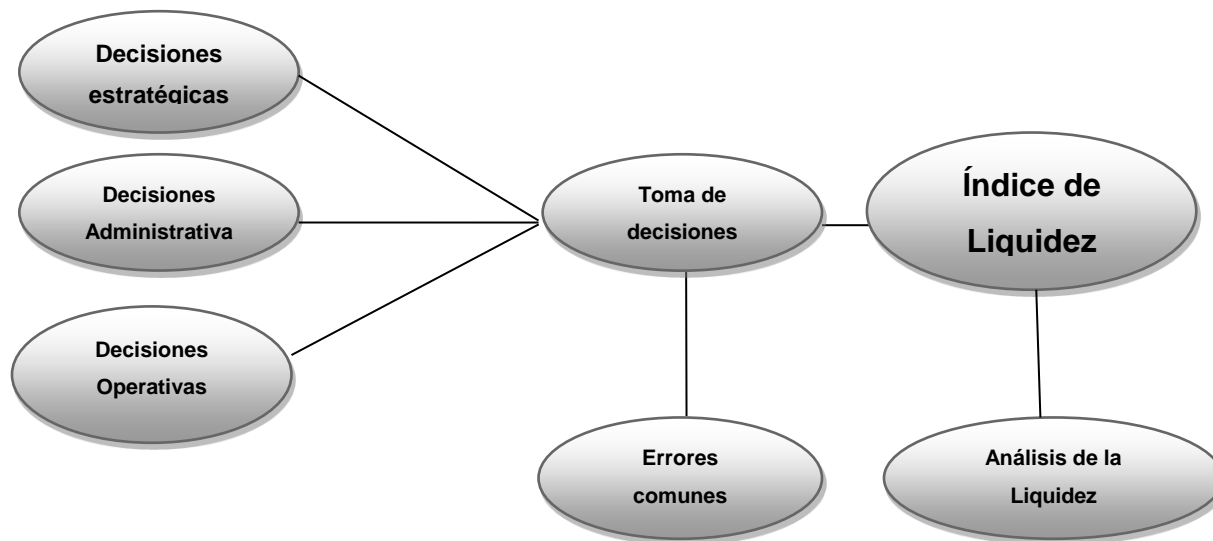 Decisiones
estratégicas
Decisiones
Administrativa
Decisiones
Operativas
Toma de
decisiones
Índice de
Liquidez
Errores
comunes
Análisis de la
Liquidez